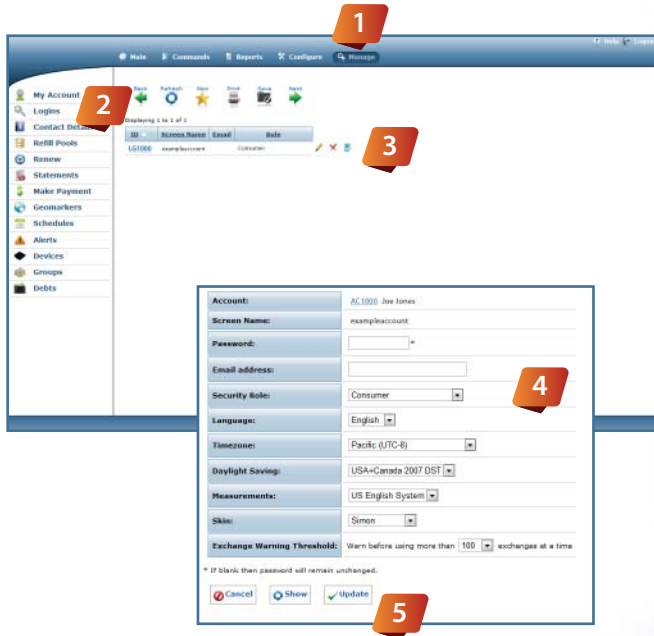 1
Help Logout
Main Commands Reports Configure Manage
My Account
Logins
Contact Details
Refill Pools
Renew
Statements
Make Payment
Geomarkers
Schedules
Alerts
Devices
Groups
Debts
2
Back Refresh New Print Save Next
Displaying 1 to 1 of 1
ID Screen Name Email Role
LG1000 exampleaccount Consumer
3
Account: AC1000 Joe Jones
Screen Name: exampleaccount
Password: *
Email address:
4
Security Role: Consumer
Language: English
Timezone: Pacific (UTC-8)
Daylight Saving: USA+Canada 2007 DST
Measurements: US English System
Skin: Simon
Exchange Warning Threshold: Warn before using more than 100 exchanges at a time
* If blank then password will remain unchanged.
Cancel Show Update
5